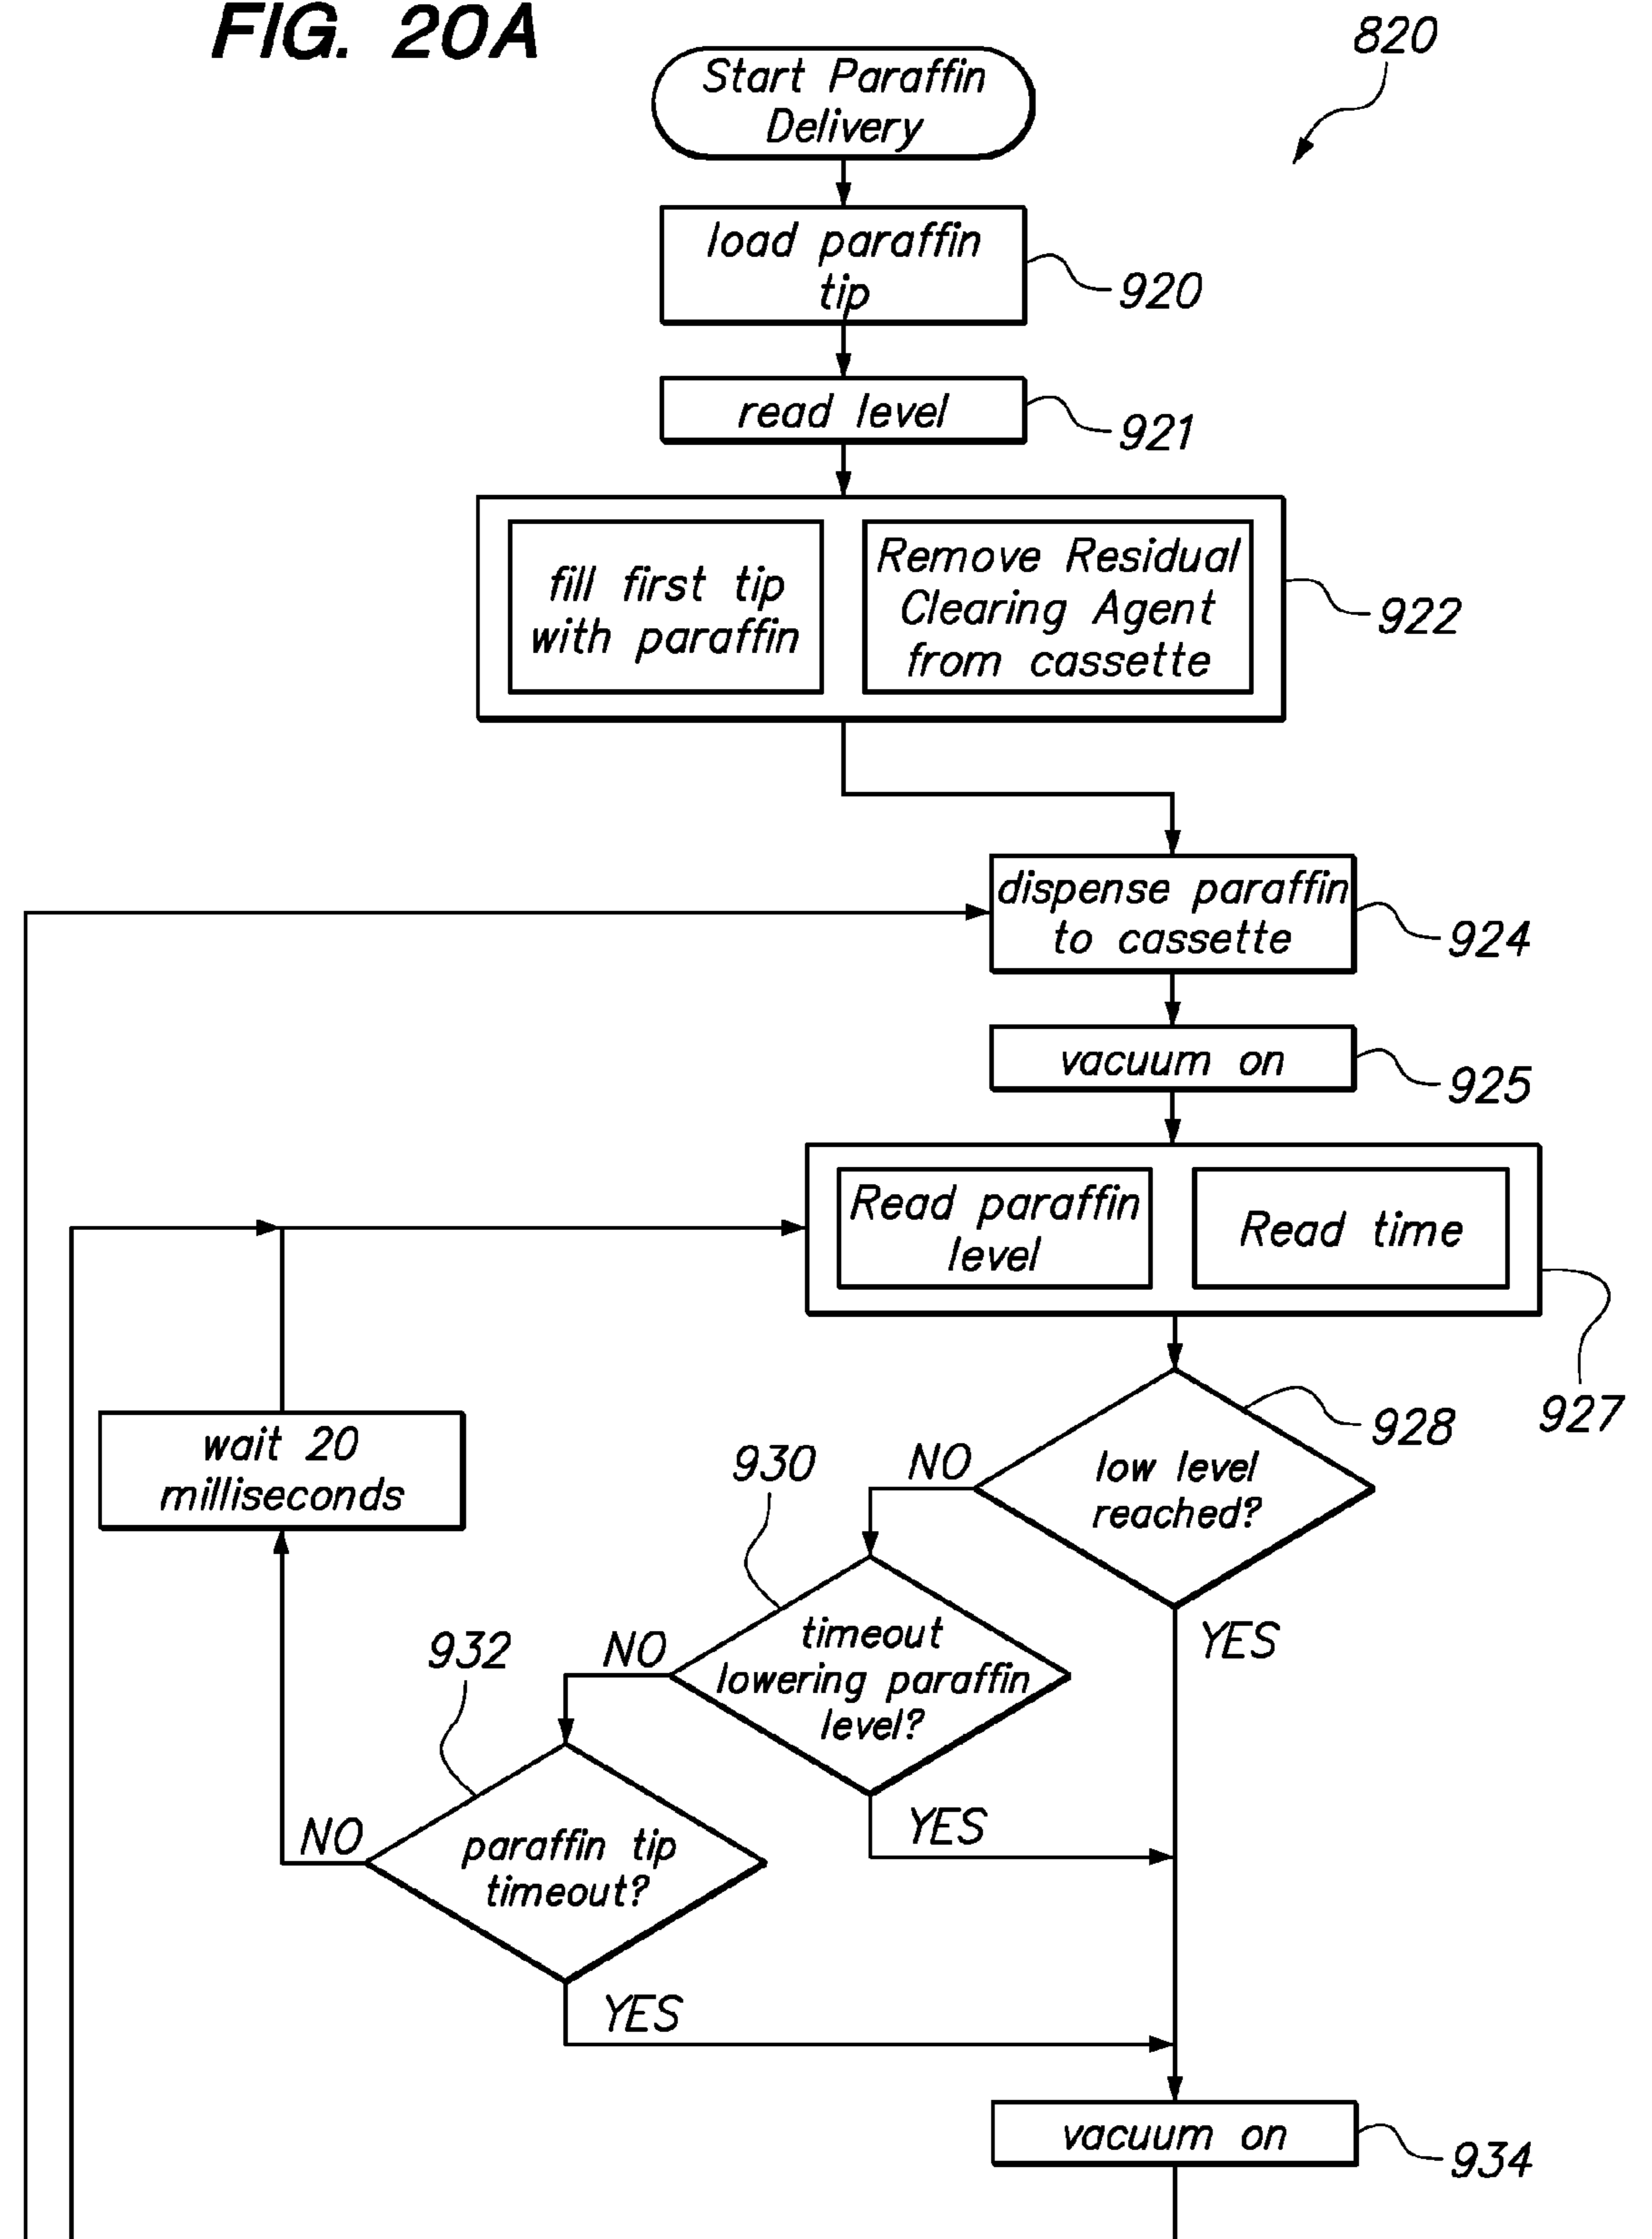 FIG. 20A
820
Start Paraffin
Delivery
load paraffin
tip
920
read level
921
fill first tip
with paraffin
Remove Residual
Clearing Agent
from cassette
922
dispense paraffin
to cassette
924
vacuum on
925
Read paraffin
level
Read time
927
low level
reached?
928
NO
YES
wait 20
milliseconds
930
timeout
lowering paraffin
level?
NO
YES
932
paraffin tip
timeout?
NO
YES
vacuum on
934